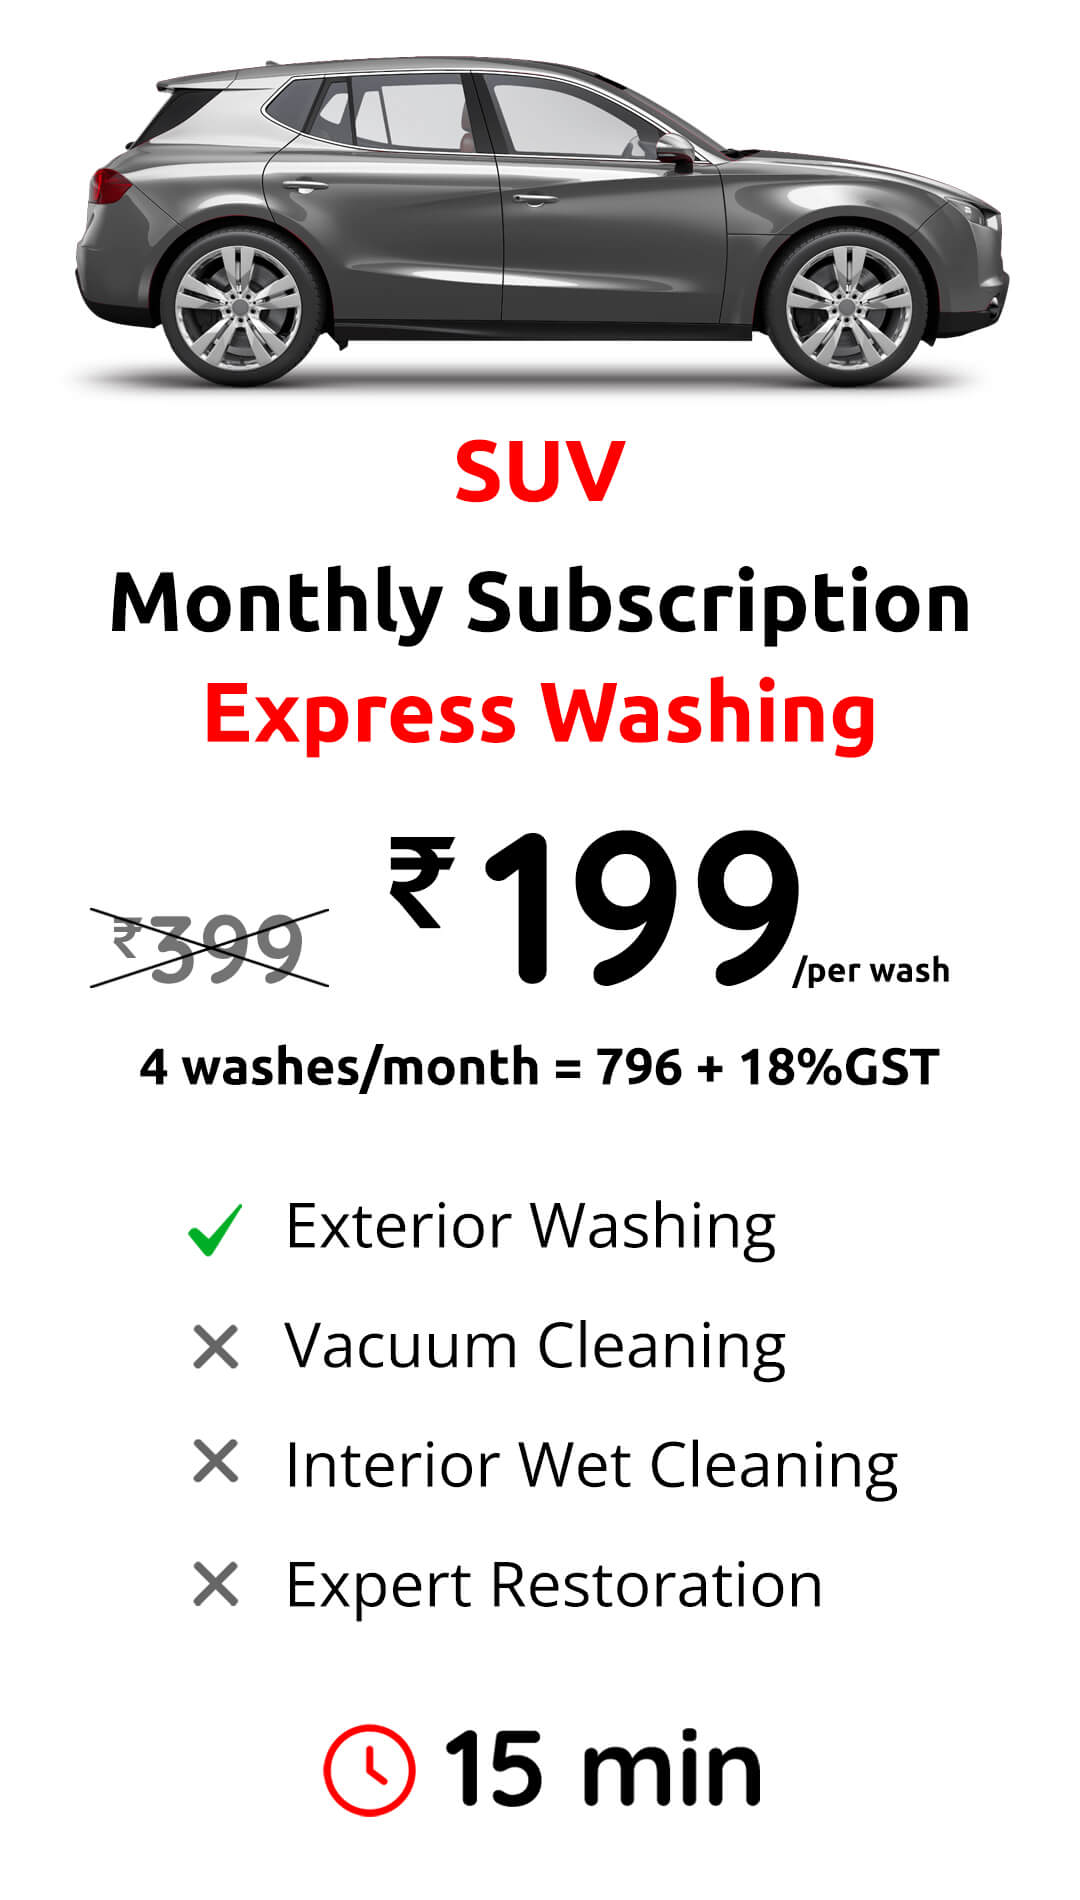 SUV
Monthly Subscription
Express Washing
₹399 ₹199/per wash
4 washes/month = 796 + 18%GST
Exterior Washing
Vacuum Cleaning
Interior Wet Cleaning
Expert Restoration
15 min